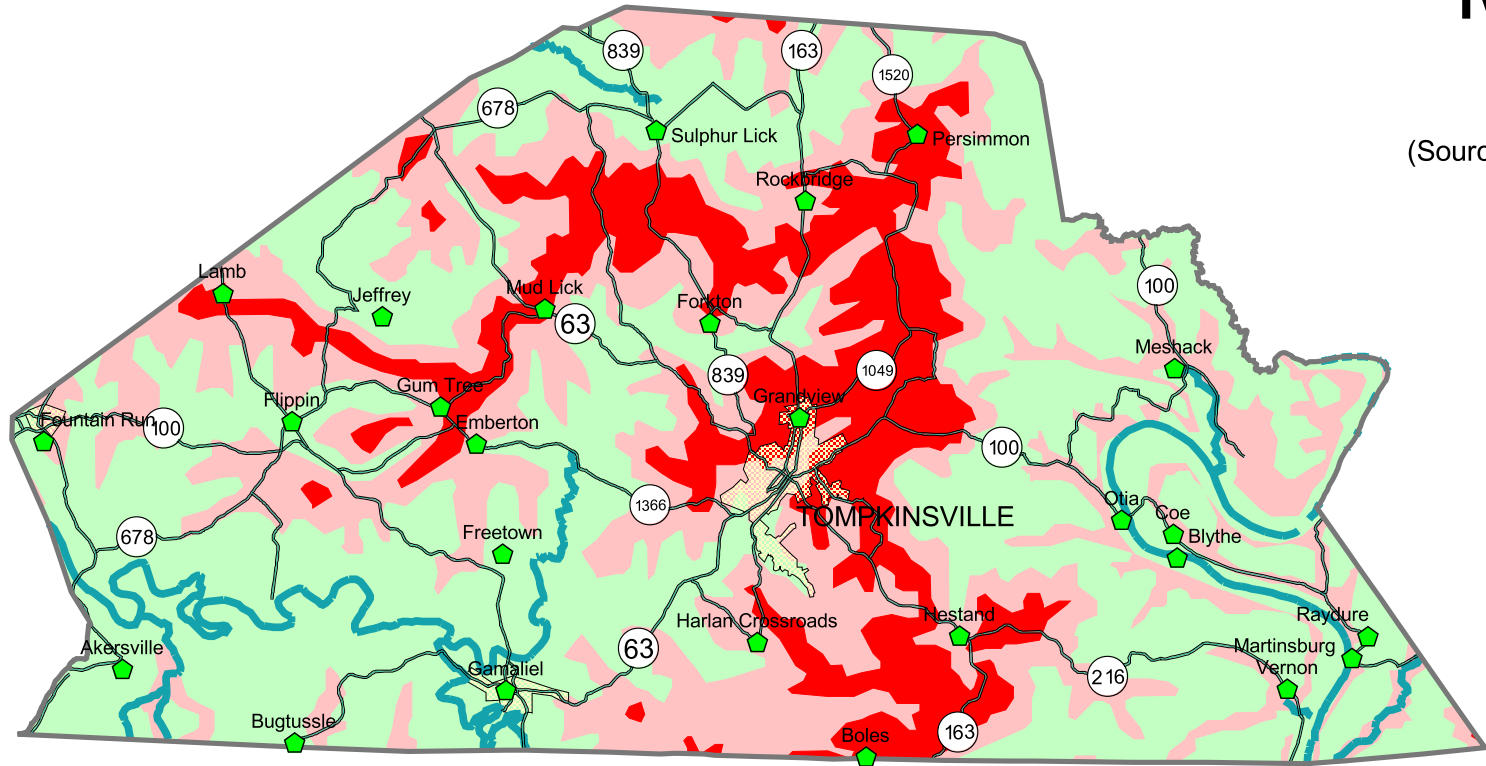 839
163
1520
678
Sulphur Lick
Persimmon
(Sourc
Rockbridge
Lamb
Jeffrey
Mud Lick
Forkton
100
63
Meshack
839
1049
Gum Tree
Grandview
Flippin
Fountain Run
100
Emberton
100
1366
Otia
TOMPKINSVILLE
Coe
678
Freetown
Blythe
Harlan Crossroads
Hestand
Raydure
Akersville
63
Martinsburg
Gamaliel
Vernon
216
Bugtussle
163
Boles